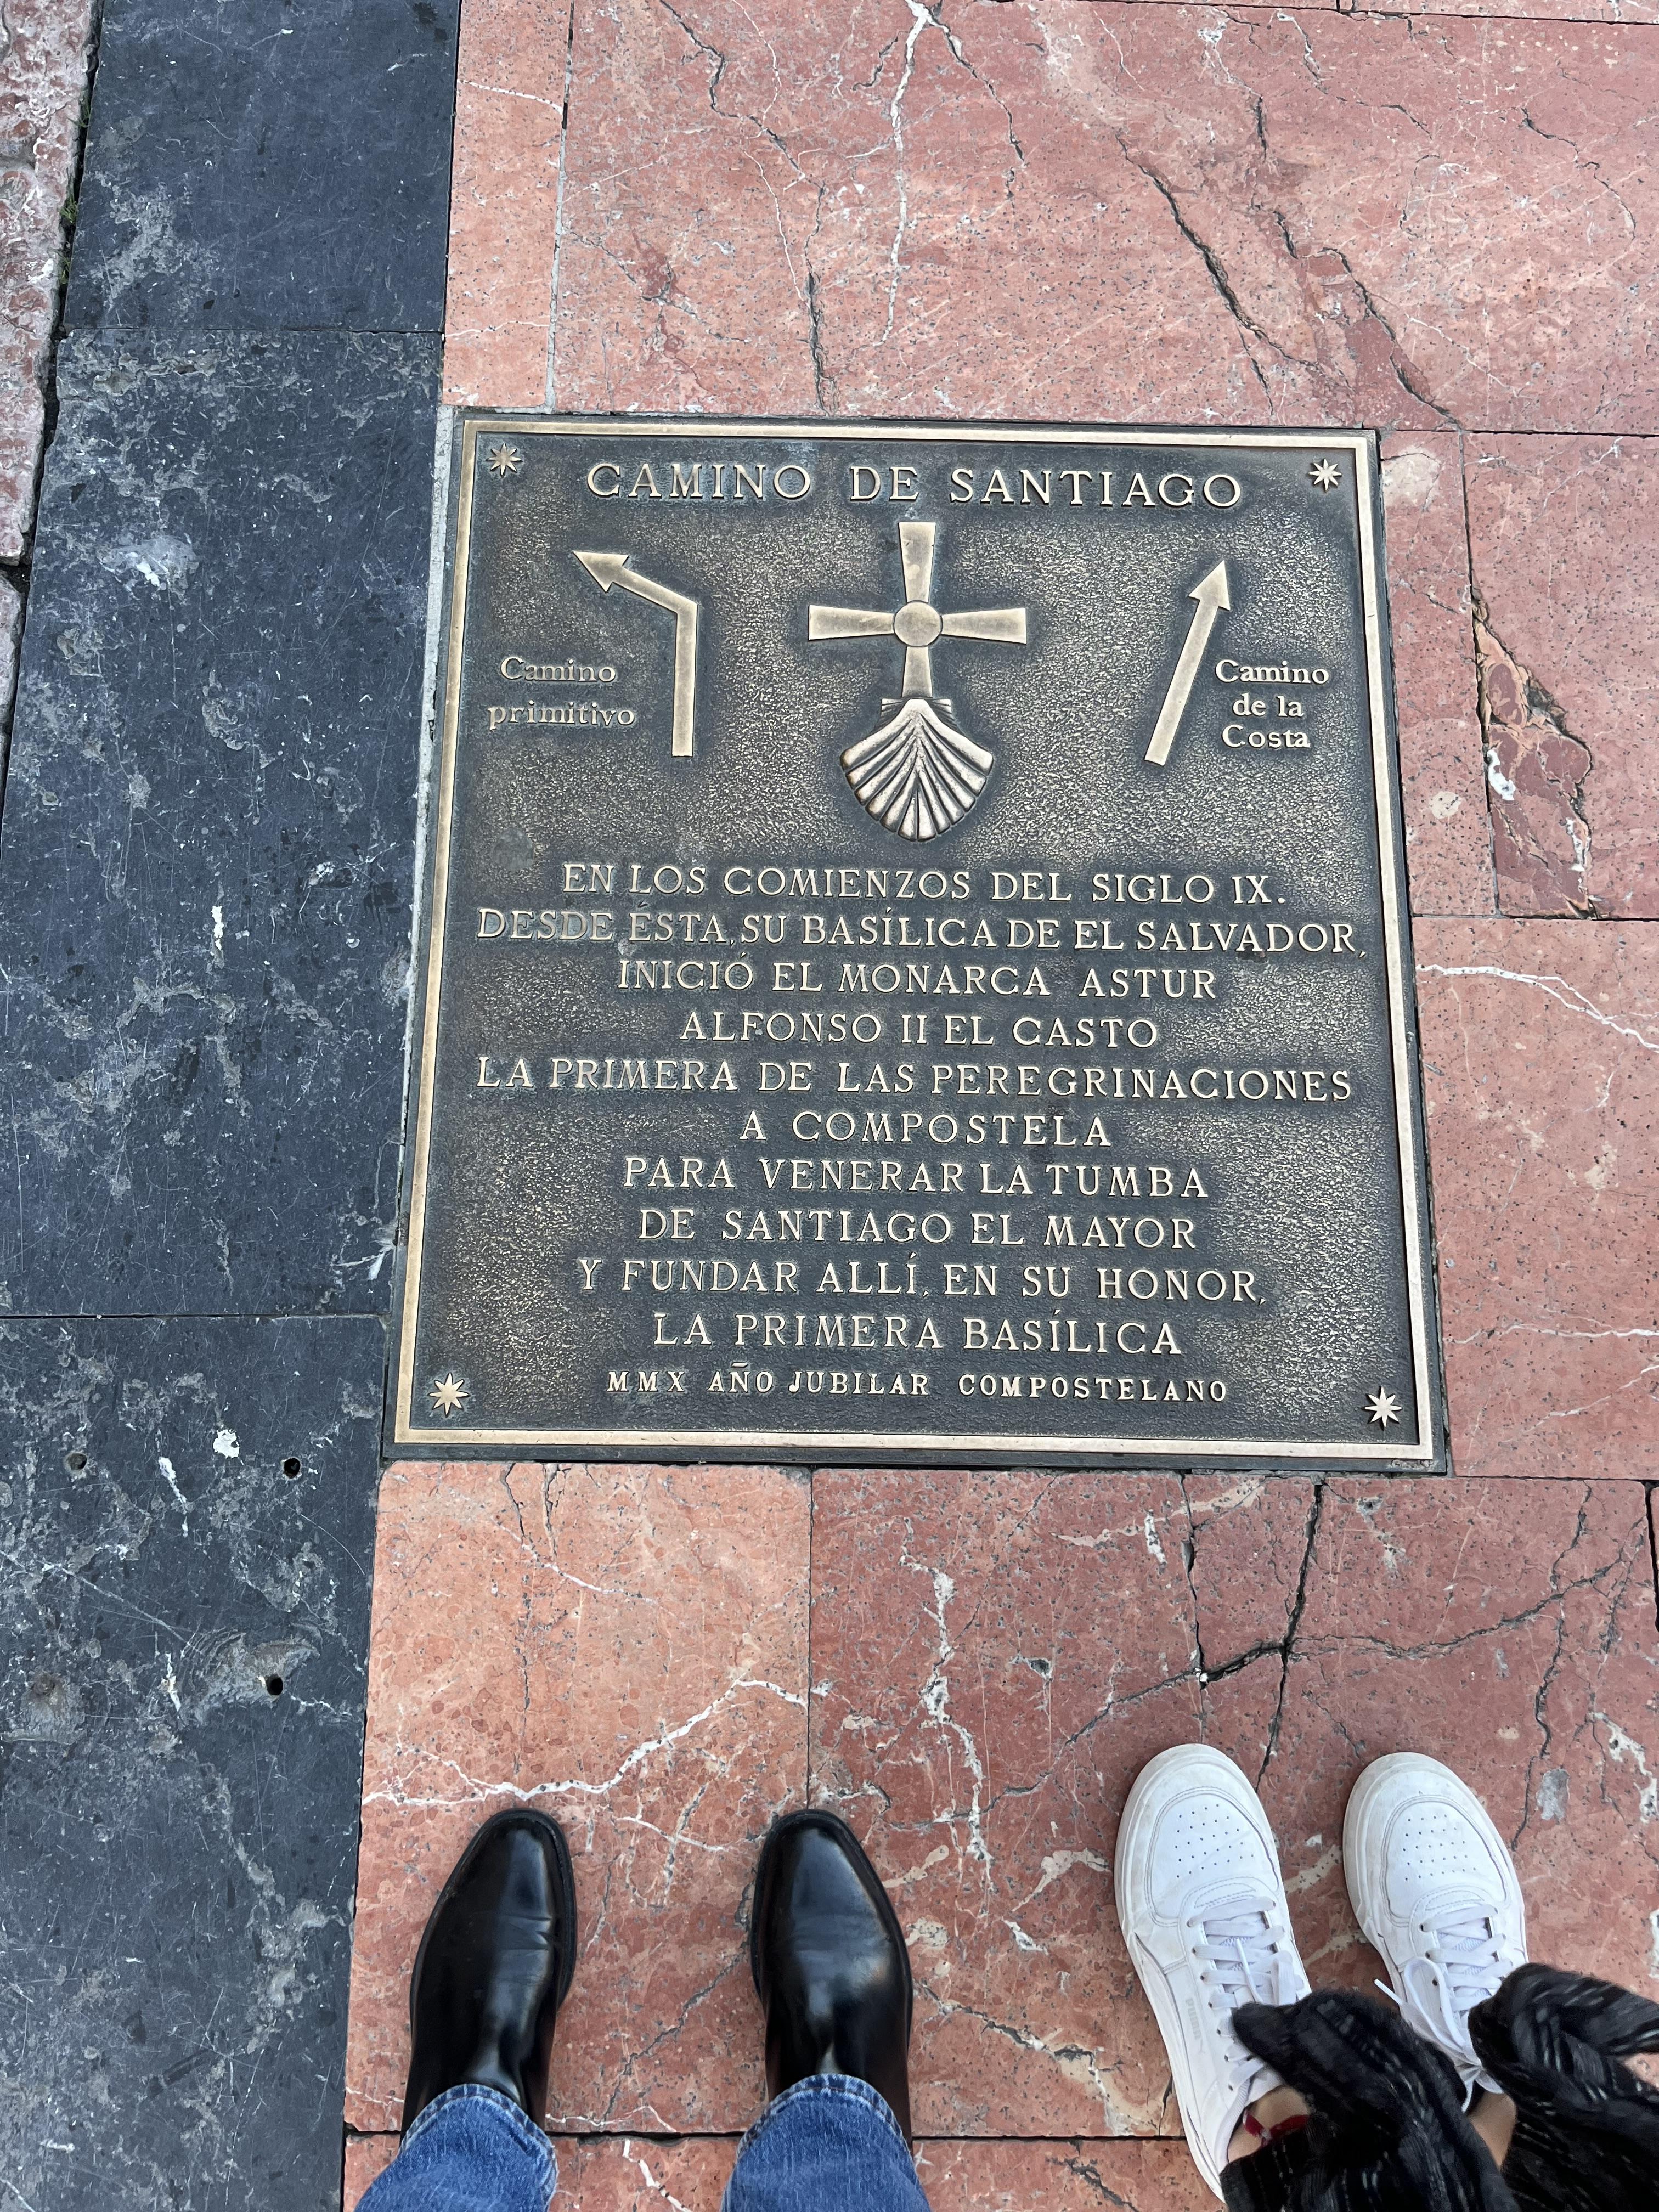 CAMINO DE SANTIAGO
Camino
primitivo
Camino
de la
Costa
EN LOS COMIENZOS DEL SIGLO IX.
DESDE ÉSTA, SU BASÍLICA DE EL SALVADOR,
INICIÓ EL MONARCA ASTUR
ALFONSO II EL CASTO
LA PRIMERA DE LAS PEREGRINACIONES
A COMPOSTELA
PARA VENERAR LA TUMBA
DE SANTIAGO EL MAYOR
Y FUNDAR ALLÍ, EN SU HONOR,
LA PRIMERA BASÍLICA
MMX AÑO JUBILAR COMPOSTELANO